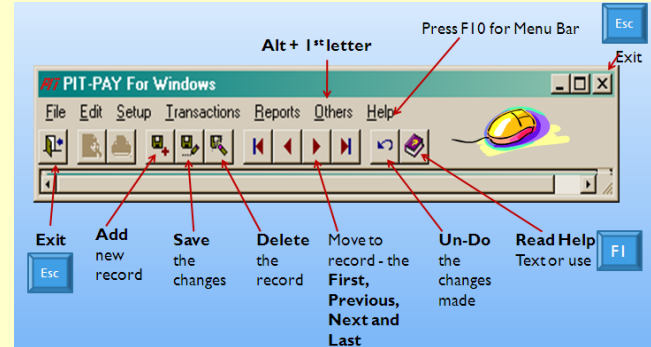 Esc
Press F10 for Menu Bar
Alt + 1st letter
Exit
PIT PIT-PAY For Windows
File Edit Setup Transactions Reports Others Help
Exit
Esc
Add
new
record
Save
the
changes
Delete
the
record
Move to
record - the
First,
Previous,
Next and
Last
Un-Do
the
changes
made
Read Help
Text or use
F1